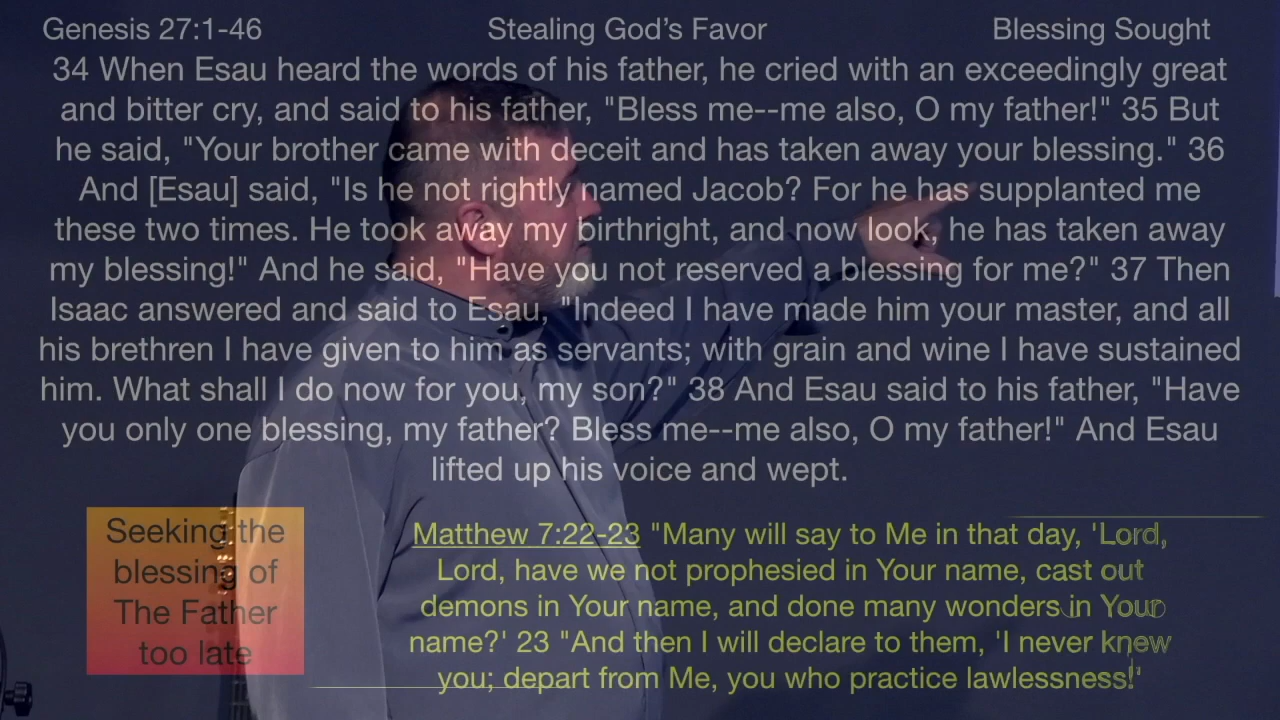 Genesis 27:1-46 Stealing God’s Favor Blessing Sought
34 When Esau heard the words of his father, he cried with an exceedingly great
and bitter cry, and said to his father, "Bless me--me also, O my father!" 35 But
he said, "Your brother came with deceit and has taken away your blessing." 36
And [Esau] said, "Is he not rightly named Jacob? For he has supplanted me
these two times. He took away my birthright, and now look, he has taken away
my blessing!" And he said, "Have you not reserved a blessing for me?" 37 Then
Isaac answered and said to Esau, "Indeed I have made him your master, and all
his brethren I have given to him as servants; with grain and wine I have sustained
him. What shall I do now for you, my son?" 38 And Esau said to his father, "Have
you only one blessing, my father? Bless me--me also, O my father!" And Esau
lifted up his voice and wept.
Seeking the
blessing of
The Father
too late
Matthew 7:22-23 "Many will say to Me in that day, 'Lord,
Lord, have we not prophesied in Your name, cast out
demons in Your name, and done many wonders in Your
name?' 23 "And then I will declare to them, 'I never knew
you; depart from Me, you who practice lawlessness!'